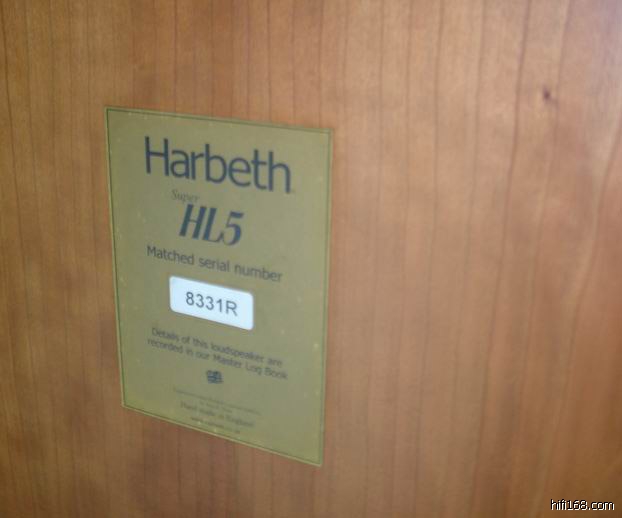 Harbeth
Super
HL5
Matched serial number
8331R
Details of this loudspeaker are
recorded in our Master Log Book
Hand made in England
hifi168.com